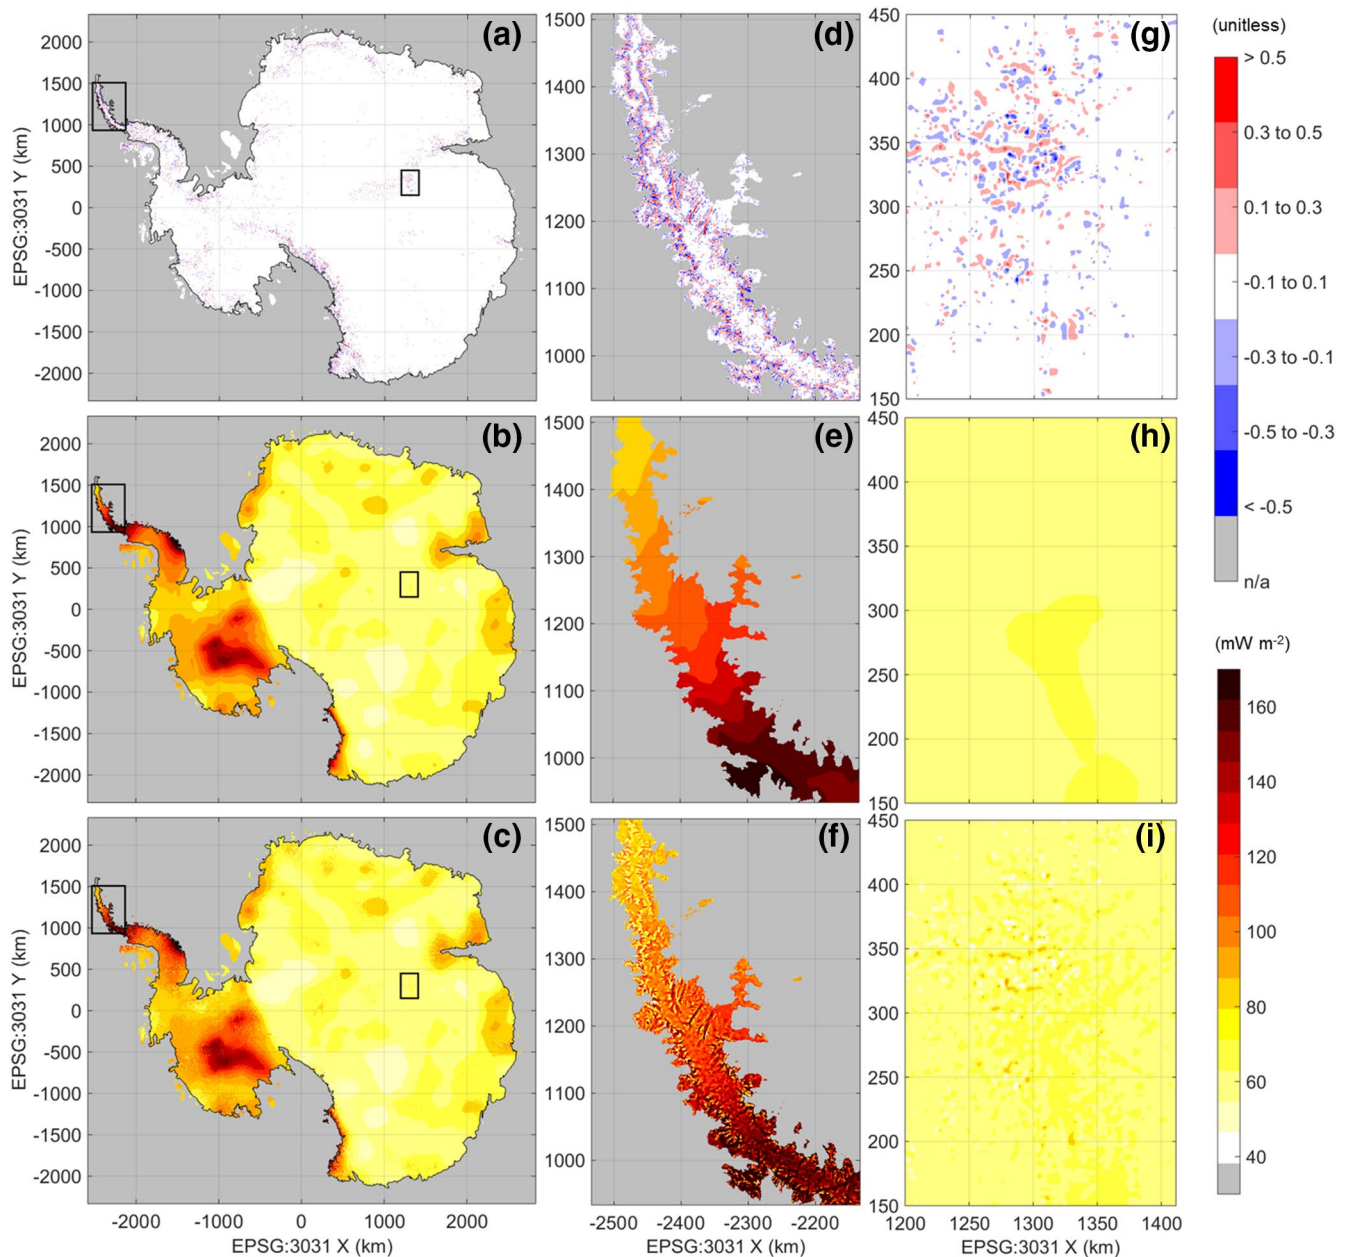 (a)
2000
1500
1000
500
0
-500
-1000
-1500
-2000
EPSG:3031 Y (km)
(d)
1500
1400
1300
1200
1100
1000
(g)
450
400
350
300
250
200
150
(unitless)
> 0.5
0.3 to 0.5
0.1 to 0.3
-0.1 to 0.1
-0.3 to -0.1
-0.5 to -0.3
< -0.5
n/a
(b)
2000
1500
1000
500
0
-500
-1000
-1500
-2000
EPSG:3031 Y (km)
(e)
1500
1400
1300
1200
1100
1000
(h)
450
400
350
300
250
200
150
(mW m-2)
160
140
120
100
80
60
40
(c)
2000
1500
1000
500
0
-500
-1000
-1500
-2000
EPSG:3031 Y (km)
-2000 -1000 0 1000 2000
EPSG:3031 X (km)
(f)
1500
1400
1300
1200
1100
1000
-2500 -2400 -2300 -2200
EPSG:3031 X (km)
(i)
450
400
350
300
250
200
150
1200 1250 1300 1350 1400
EPSG:3031 X (km)